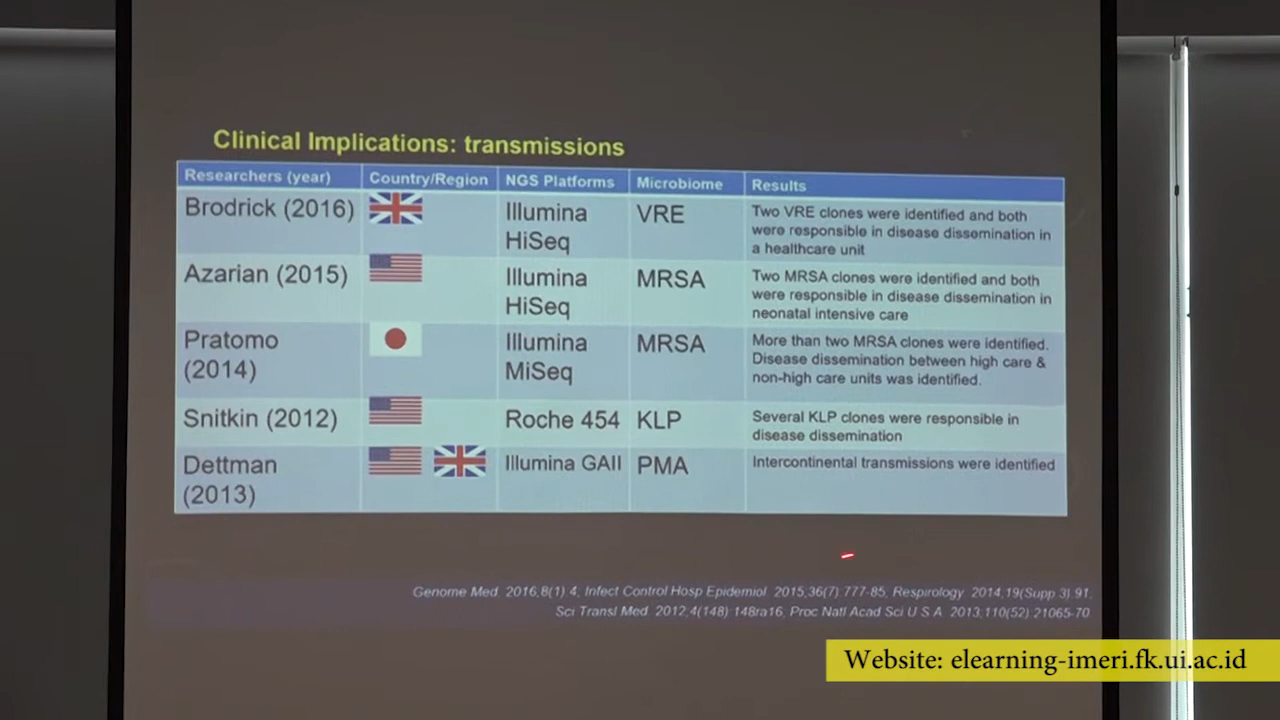 Clinical Implications: transmissions
Researchers (year) Country/Region NGS Platforms Microbiome Results
Brodrick (2016) Illumina HiSeq VRE Two VRE clones were identified and both were responsible in disease dissemination in a healthcare unit
Azarian (2015) Illumina HiSeq MRSA Two MRSA clones were identified and both were responsible in disease dissemination in neonatal intensive care
Pratomo (2014) Illumina MiSeq MRSA More than two MRSA clones were identified. Disease dissemination between high care & non-high care units was identified.
Snitkin (2012) Roche 454 KLP Several KLP clones were responsible in disease dissemination
Dettman (2013) Illumina GAII PMA Intercontinental transmissions were identified
Genome Med. 2016;8(1):4, Infect Control Hosp Epidemiol. 2015;36(7):777-85, Respirology. 2014;19(Supp 3):91.
Sci Transl Med. 2012;4(148):148ra16, Proc Natl Acad Sci U S A. 2013;110(52):21065-70.
Website: elearning-imeri.fk.ui.ac.id